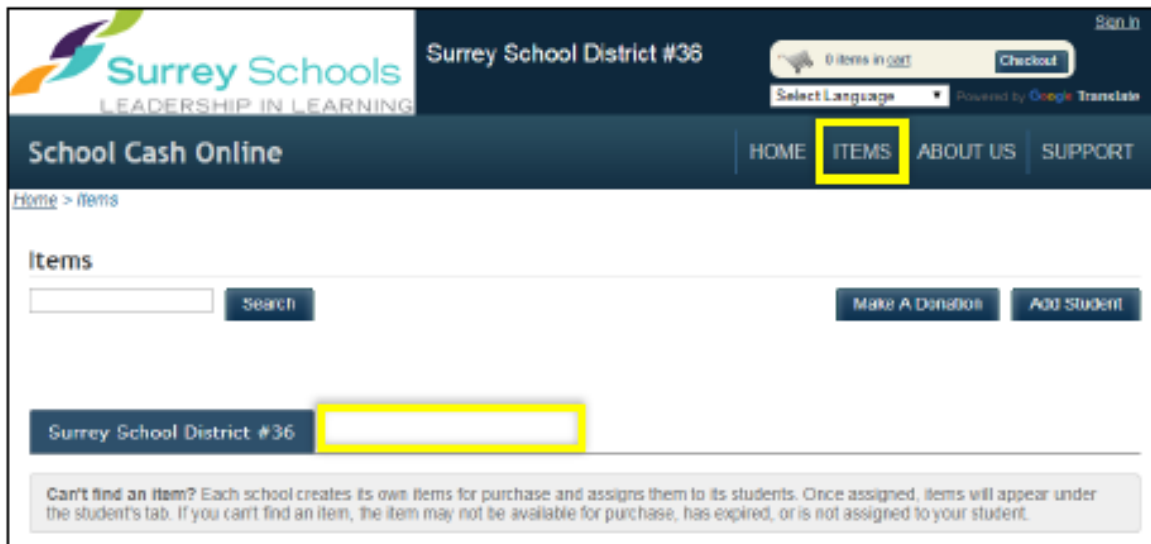 Sign In
Surrey Schools
LEADERSHIP IN LEARNING
Surrey School District #36
0 items in cart
Checkout
Select Language
Powered by Google Translate
School Cash Online
HOME
ITEMS
ABOUT US
SUPPORT
Home > Items
Items
Search
Make A Donation
Add Student
Surrey School District #36
Can't find an item? Each school creates its own items for purchase and assigns them to its students. Once assigned, items will appear under
the student's tab. If you can't find an item, the item may not be available for purchase, has expired, or is not assigned to your student.